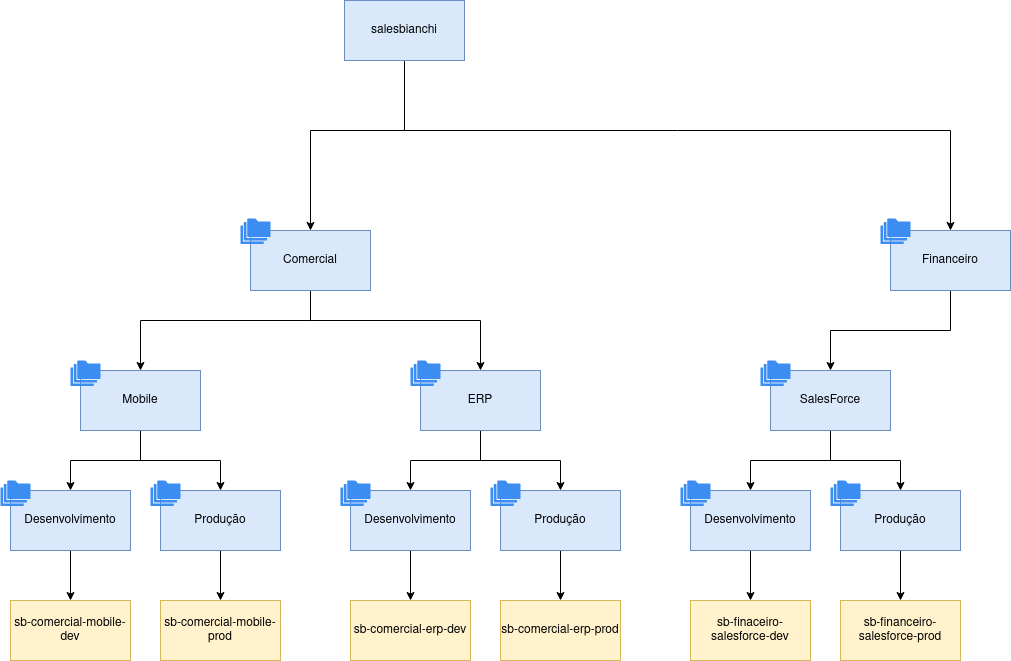 salesbianchi
Comercial
Financeiro
Mobile
ERP
SalesForce
Desenvolvimento
Produção
Desenvolvimento
Produção
Desenvolvimento
Produção
sb-comercial-mobile-
dev
sb-comercial-mobile-
prod
sb-comercial-erp-dev
sb-comercial-erp-prod
sb-finaceiro-
salesforce-dev
sb-financeiro-
salesforce-prod